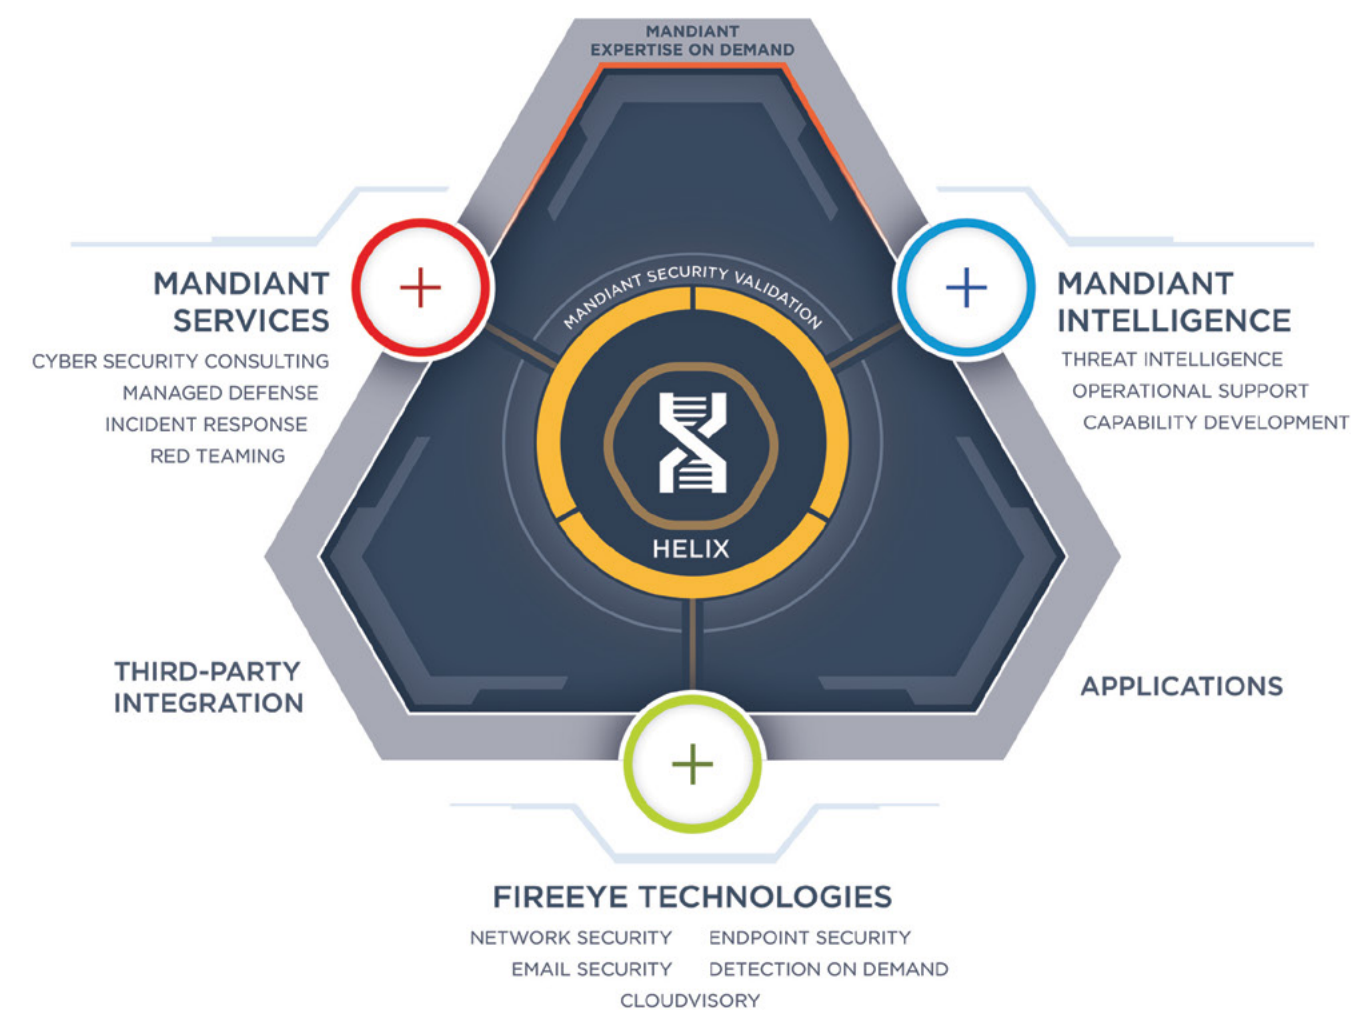 MANDIANT
EXPERTISE ON DEMAND
MANDIANT SECURITY VALIDATION
HELIX
MANDIANT
SERVICES
CYBER SECURITY CONSULTING
MANAGED DEFENSE
INCIDENT RESPONSE
RED TEAMING
MANDIANT
INTELLIGENCE
THREAT INTELLIGENCE
OPERATIONAL SUPPORT
CAPABILITY DEVELOPMENT
THIRD-PARTY
INTEGRATION
APPLICATIONS
FIREEYE TECHNOLOGIES
NETWORK SECURITY
ENDPOINT SECURITY
EMAIL SECURITY
DETECTION ON DEMAND
CLOUDVISORY